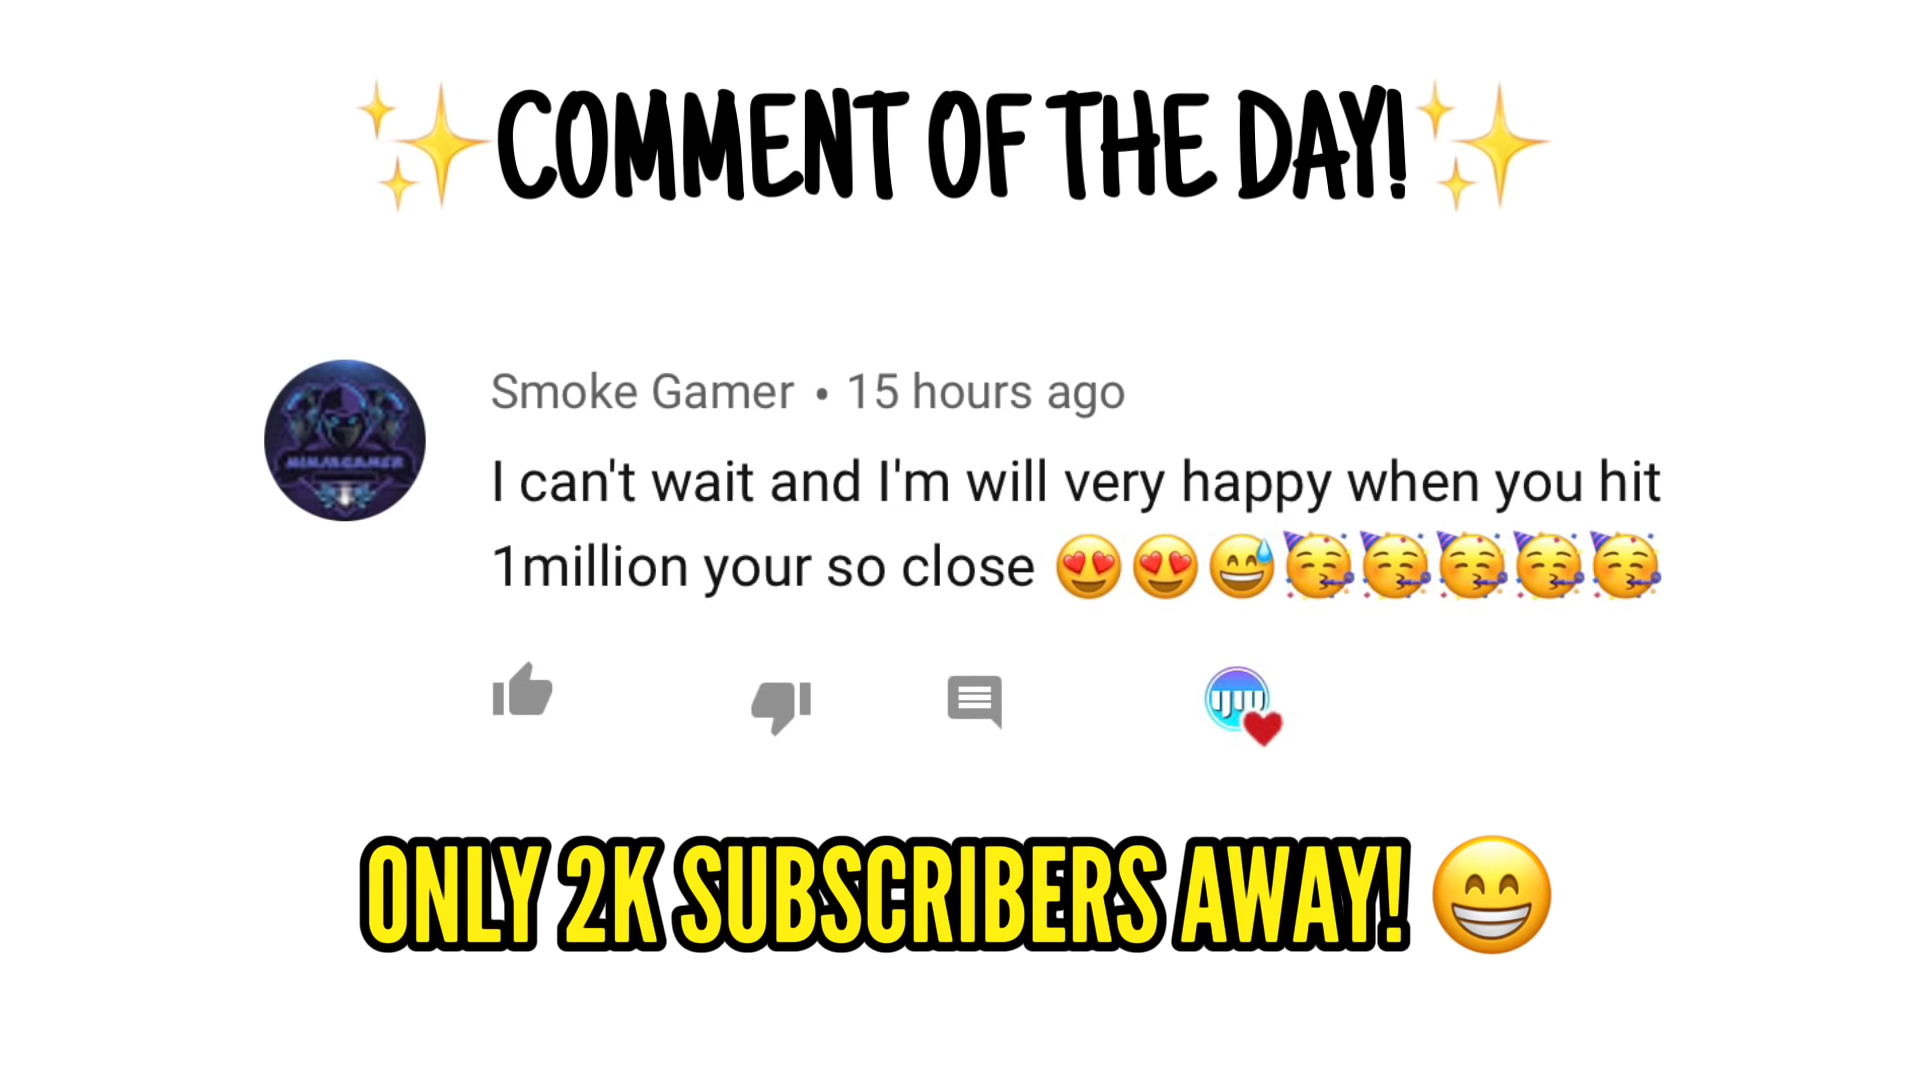 ✨COMMENT OF THE DAY!✨
Smoke Gamer • 15 hours ago
I can't wait and I'm will very happy when you hit
1million your so close 😍😍😅🥳🥳🥳🥳🥳
NINJAGAMER
ONLY 2K SUBSCRIBERS AWAY! 😁